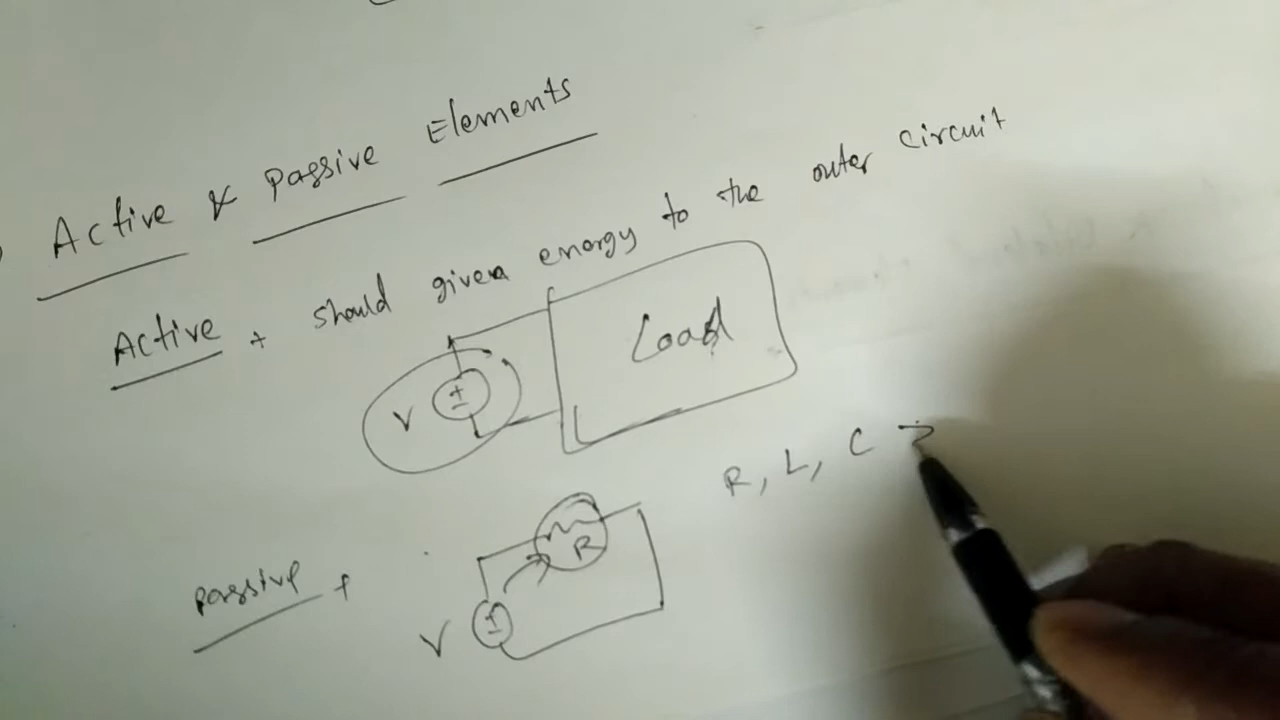 Active & Passive Elements
Active → should given energy to the outer circuit
V
+
-
Load
R, L, C →
Passive →
R
V
+
-